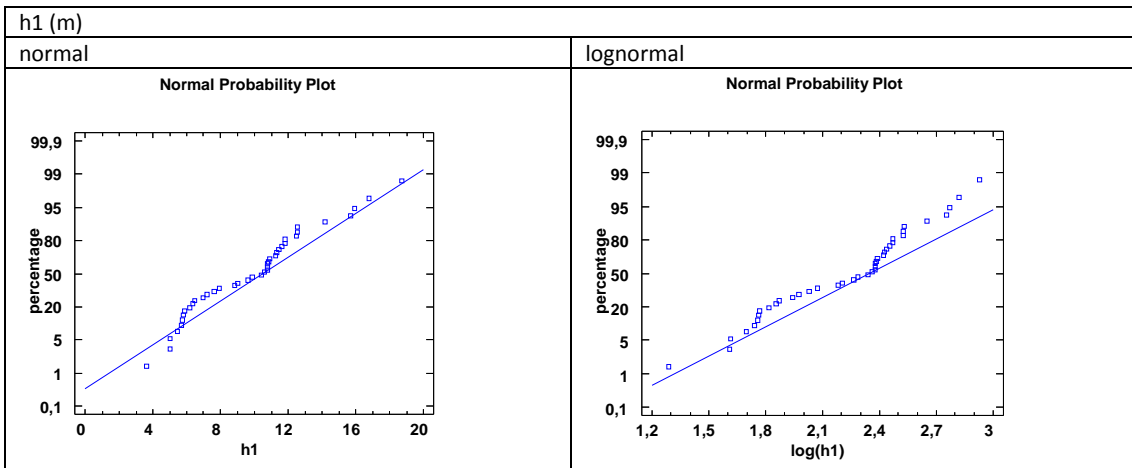 h1 (m)
normal
lognormal
Normal Probability Plot
99,9
99
95
80
50
20
5
1
0,1
percentage
0 4 8 12 16 20
h1
Normal Probability Plot
99,9
99
95
80
50
20
5
1
0,1
percentage
1,2 1,5 1,8 2,1 2,4 2,7 3
log(h1)